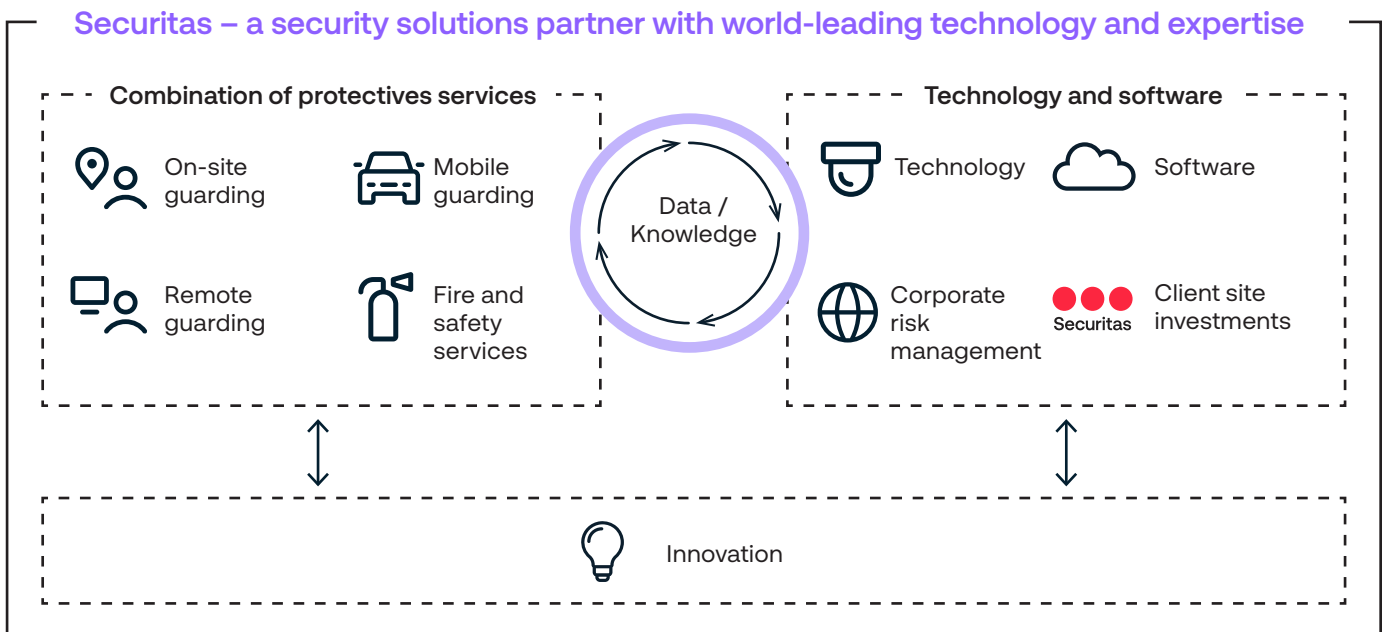 Securitas – a security solutions partner with world-leading technology and expertise
Combination of protectives services
On-site
guarding
Mobile
guarding
Remote
guarding
Fire and
safety
services
Data /
Knowledge
Technology and software
Technology
Software
Corporate
risk
management
Securitas
Client site
investments
Innovation